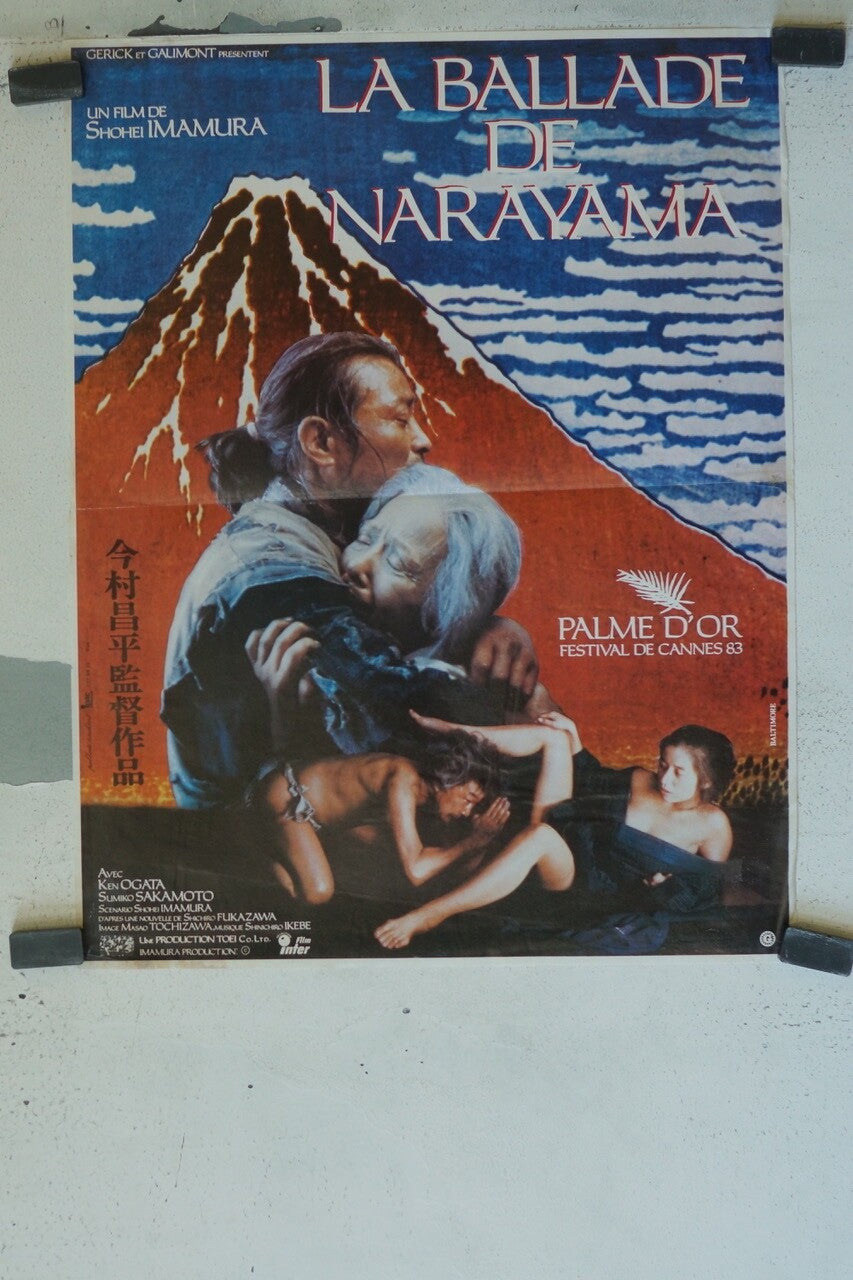 GERICK ET GAUMONT PRESENTENT
UN FILM DE
SHOHEI IMAMURA
LA BALLADE
DE
NARAYAMA
今村昌平監督作品
PALME D'OR
FESTIVAL DE CANNES 83
BALTIMORE
AVEC
KEN OGATA
SUMIKO SAKAMOTO
SCENARIO SHOHEI IMAMURA
D'APRES UNE NOUVELLE DE SHICHIRO FUKAZAWA
IMAGE MASAO TOCHIZAWA, MUSIQUE SHINICHIRO IKEBE
UNE PRODUCTION TOEI CO.LTD.
IMAMURA PRODUCTION
Film
inter